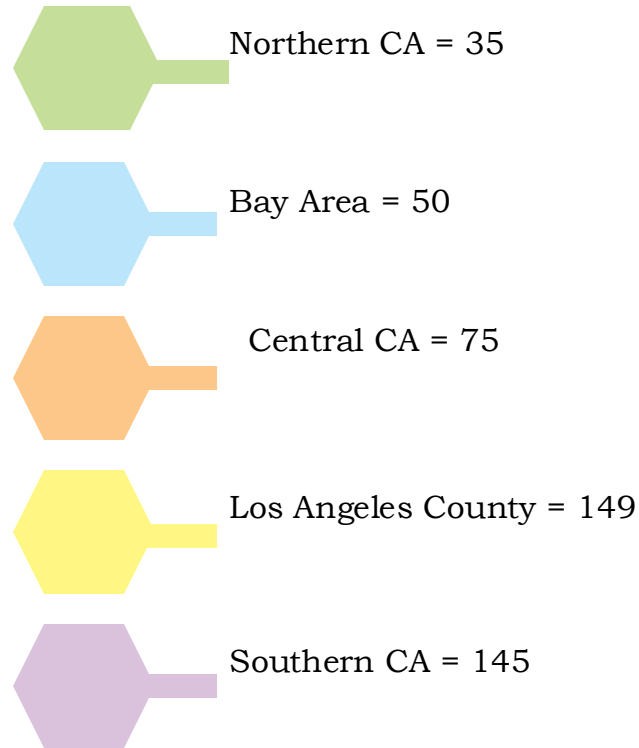 Northern CA = 35
Bay Area = 50
Central CA = 75
Los Angeles County = 149
Southern CA = 145